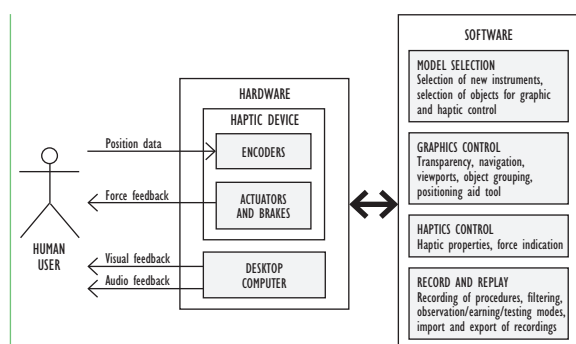 SOFTWARE
MODEL SELECTION
Selection of new instruments,
selection of objects for graphic
and haptic control
HARDWARE
HAPTIC DEVICE
Position data
ENCODERS
GRAPHICS CONTROL
Transparency, navigation,
viewports, object grouping,
positioning aid tool
Force feedback
ACTUATORS
AND BRAKES
HUMAN
USER
HAPTICS CONTROL
Haptic properties, force indication
Visual feedback
Audio feedback
DESKTOP
COMPUTER
RECORD AND REPLAY
Recording of procedures, filtering,
observation/earning/testing modes,
import and export of recordings